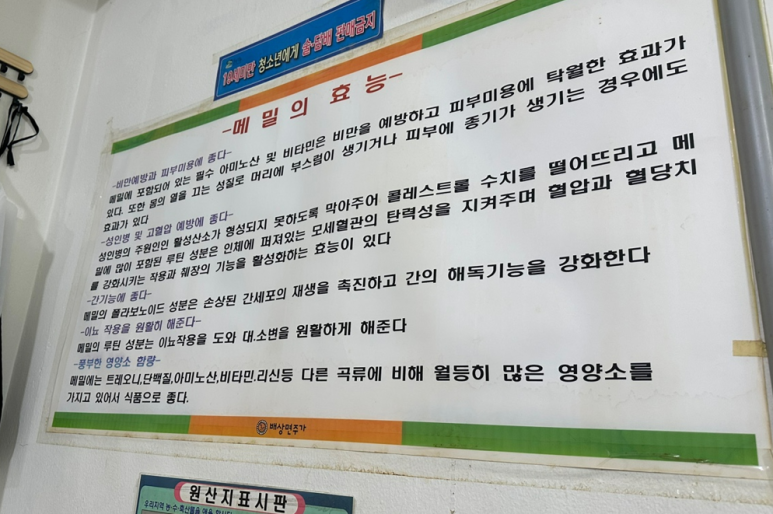 19세미만 청소년에게 술·담배 판매금지
-메밀의 효능-
-비만예방과 피부미용에 좋다-
메밀에 포함되어 있는 필수 아미노산 및 비타민은 비만을 예방하고 피부미용에 탁월한 효과가
있다. 또한 몸의 열을 끄는 성질로 머리에 부스럼이 생기거나 피부에 종기가 생기는 경우에도
효과가 있다
-성인병 및 고혈압 예방에 좋다-
성인병의 주원인인 활성산소가 형성되지 못하도록 막아주어 콜레스트롤 수치를 떨어뜨리고 메
밀에 많이 포함된 루틴 성분은 인체에 퍼져있는 모세혈관의 탄력성을 지켜주며 혈압과 혈당치
를 강화시키는 작용과 췌장의 기능을 활성화하는 효능이 있다
-간기능에 좋다-
메밀의 폴라보노이드 성분은 손상된 간세포의 재생을 촉진하고 간의 해독기능을 강화한다
-이뇨 작용을 원활히 해준다-
메밀의 루틴 성분은 이뇨작용을 도와 대.소변을 원활하게 해준다
-풍부한 영양소 함량-
메밀에는 트레오닌,단백질,아미노산,비타민.리신등 다른 곡류에 비해 월등히 많은 영양소를
가지고 있어서 식품으로 좋다.
배상면주가
원산지표시판
우리지역 농·수·축산물을